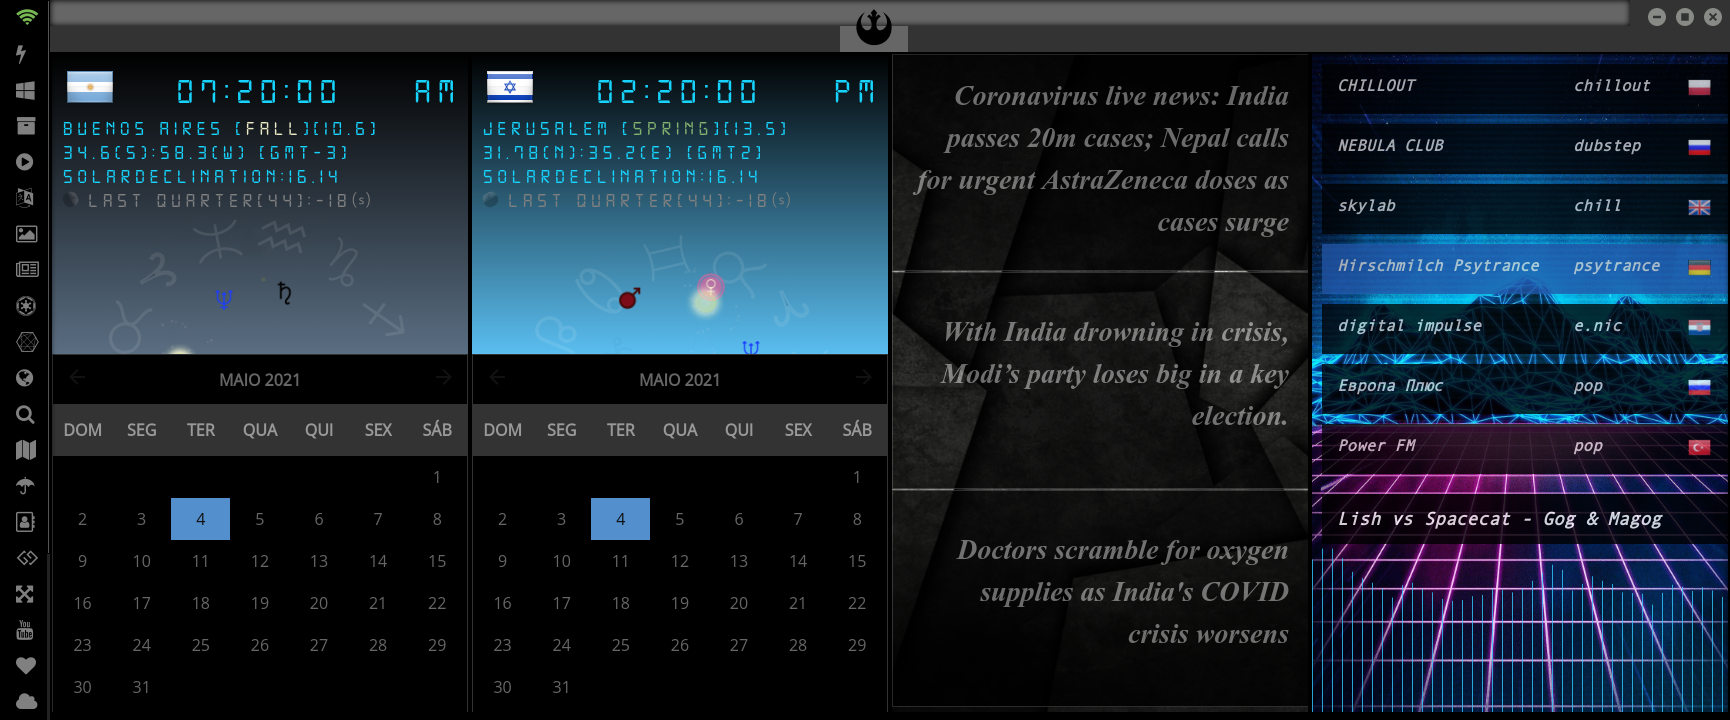 07:20:00 AM
BUENOS AIRES [FALL][10.6]
34.6(S):58.3(W) [GMT-3]
SOLARDECLINATION:16.14
LAST QUARTER[44]:-18(s)
MAIO 2021
DOM SEG TER QUA QUI SEX SÁB
1
2 3 4 5 6 7 8
9 10 11 12 13 14 15
16 17 18 19 20 21 22
23 24 25 26 27 28 29
30 31
02:20:00 PM
JERUSALEM [SPRING][13.5]
31.78(N):35.2(E) [GMT2]
SOLARDECLINATION:16.14
LAST QUARTER[44]:-18(s)
MAIO 2021
DOM SEG TER QUA QUI SEX SÁB
1
2 3 4 5 6 7 8
9 10 11 12 13 14 15
16 17 18 19 20 21 22
23 24 25 26 27 28 29
30 31
Coronavirus live news: India
passes 20m cases; Nepal calls
for urgent AstraZeneca doses as
cases surge
With India drowning in crisis,
Modi’s party loses big in a key
election.
Doctors scramble for oxygen
supplies as India's COVID
crisis worsens
CHILLOUT chillout
NEBULA CLUB dubstep
skylab chill
Hirschmilch Psytrance psytrance
digital impulse e.nic
Европа Плюс pop
Power FM pop
Lish vs Spacecat - Gog & Magog
You
Tube